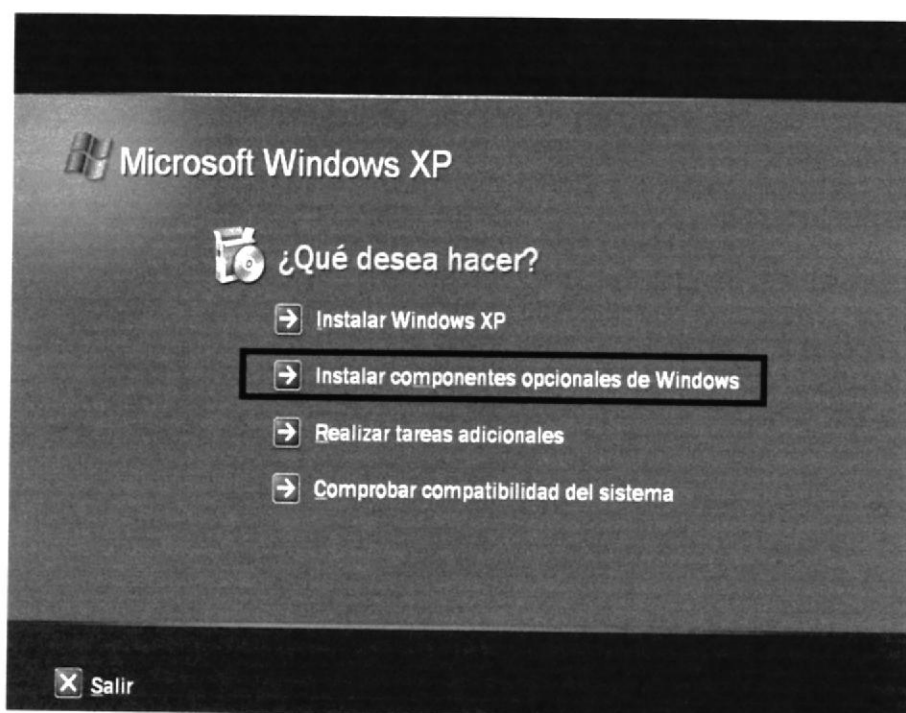 Microsoft Windows XP
¿Qué desea hacer?
Instalar Windows XP
Instalar componentes opcionales de Windows
Realizar tareas adicionales
Comprobar compatibilidad del sistema
Salir